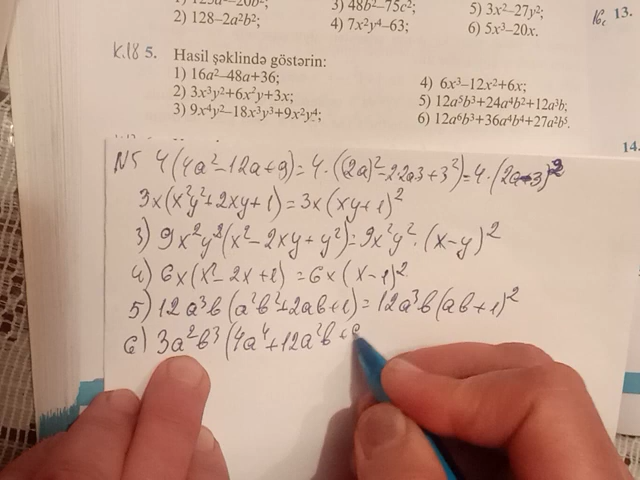 1) 125a²–20b²;
2) 128–2a²b²;
3) 48b²–75c²;
4) 7x²y⁴–63;
5) 3x²–27y²;
6) 5x³–20x.
13.
K.18 5. Hasil şəklində göstərin:
1) 16a²–48a+36;
2) 3x³y²+6x²y+3x;
3) 9x⁴y²–18x³y³+9x²y⁴;
4) 6x³–12x²+6x;
5) 12a⁵b³+24a⁴b²+12a³b;
6) 12a⁶b³+36a⁴b⁴+27a²b⁵.
14.
N5 4(4a²-12a+9)=4·((2a)²-2·2a·3+3²)=4·(2a-3)²
3x(x²y²+2xy+1)=3x(xy+1)²
3) 9x²y²(x²-2xy+y²)=9x²y²·(x-y)²
4) 6x(x²-2x+1)=6x(x-1)²
5) 12a³b(a²b²+2ab+1)=12a³b(ab+1)²
6) 3a²b³(4a⁴+12a²b+